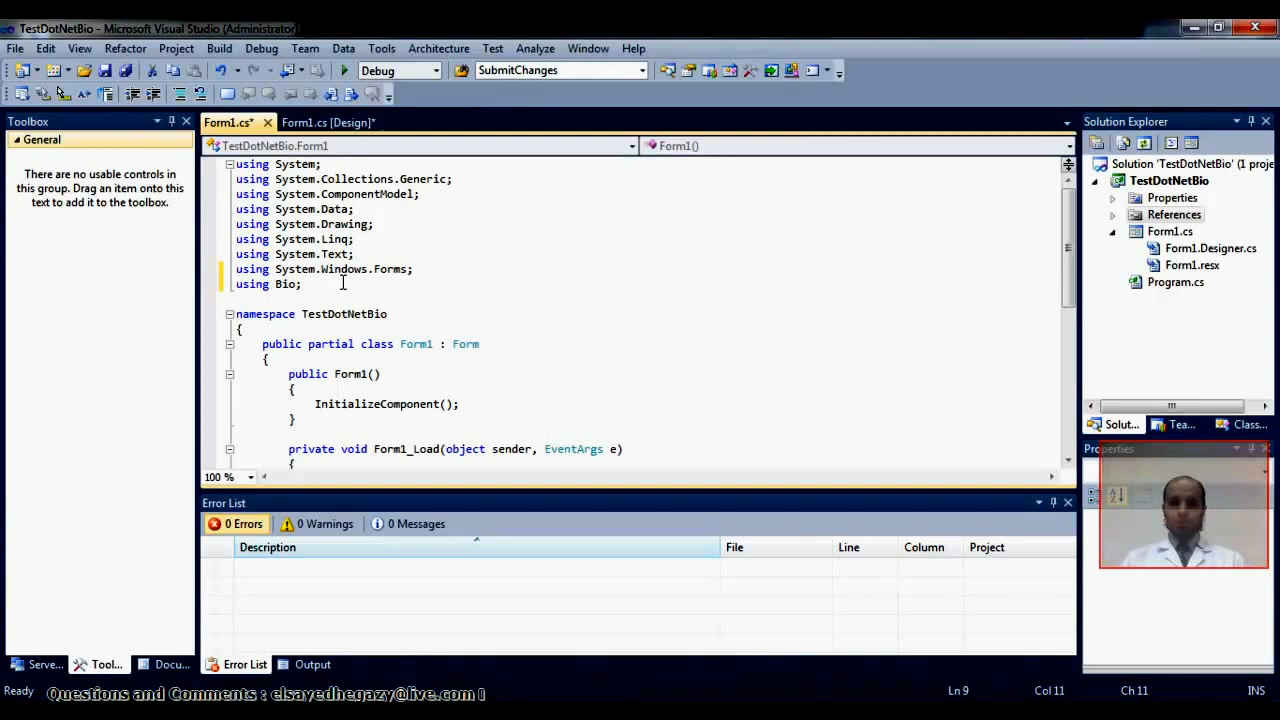 TestDotNetBio - Microsoft Visual Studio (Administrator)
File Edit View Refactor Project Build Debug Team Data Tools Architecture Test Analyze Window Help
Debug SubmitChanges
Toolbox
General
There are no usable controls in
this group. Drag an item onto this
text to add it to the toolbox.
Form1.cs* Form1.cs [Design]*
TestDotNetBio.Form1 Form1()
using System;
using System.Collections.Generic;
using System.ComponentModel;
using System.Data;
using System.Drawing;
using System.Linq;
using System.Text;
using System.Windows.Forms;
using Bio;
namespace TestDotNetBio
{
public partial class Form1 : Form
{
public Form1()
{
InitializeComponent();
}
private void Form1_Load(object sender, EventArgs e)
{
100 %
Solution Explorer
Solution 'TestDotNetBio' (1 proje
TestDotNetBio
Properties
References
Form1.cs
Form1.Designer.cs
Form1.resx
Program.cs
Solut... Tea... Class...
Properties
Error List
0 Errors 0 Warnings 0 Messages
Description File Line Column Project
Serve... Tool... Docu...
Error List Output
Ready
Questions and Comments : elsayedhegazy@live.com
Ln 9 Col 11 Ch 11 INS